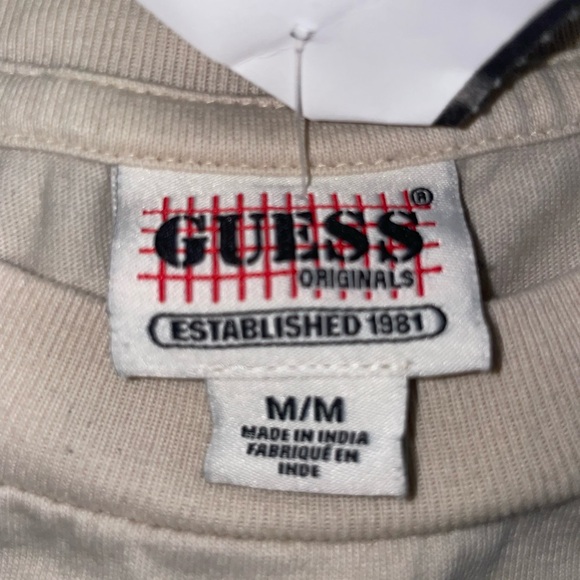 GUESS®
ORIGINALS
ESTABLISHED 1981
M/M
MADE IN INDIA
FABRIQUÉ EN
INDE